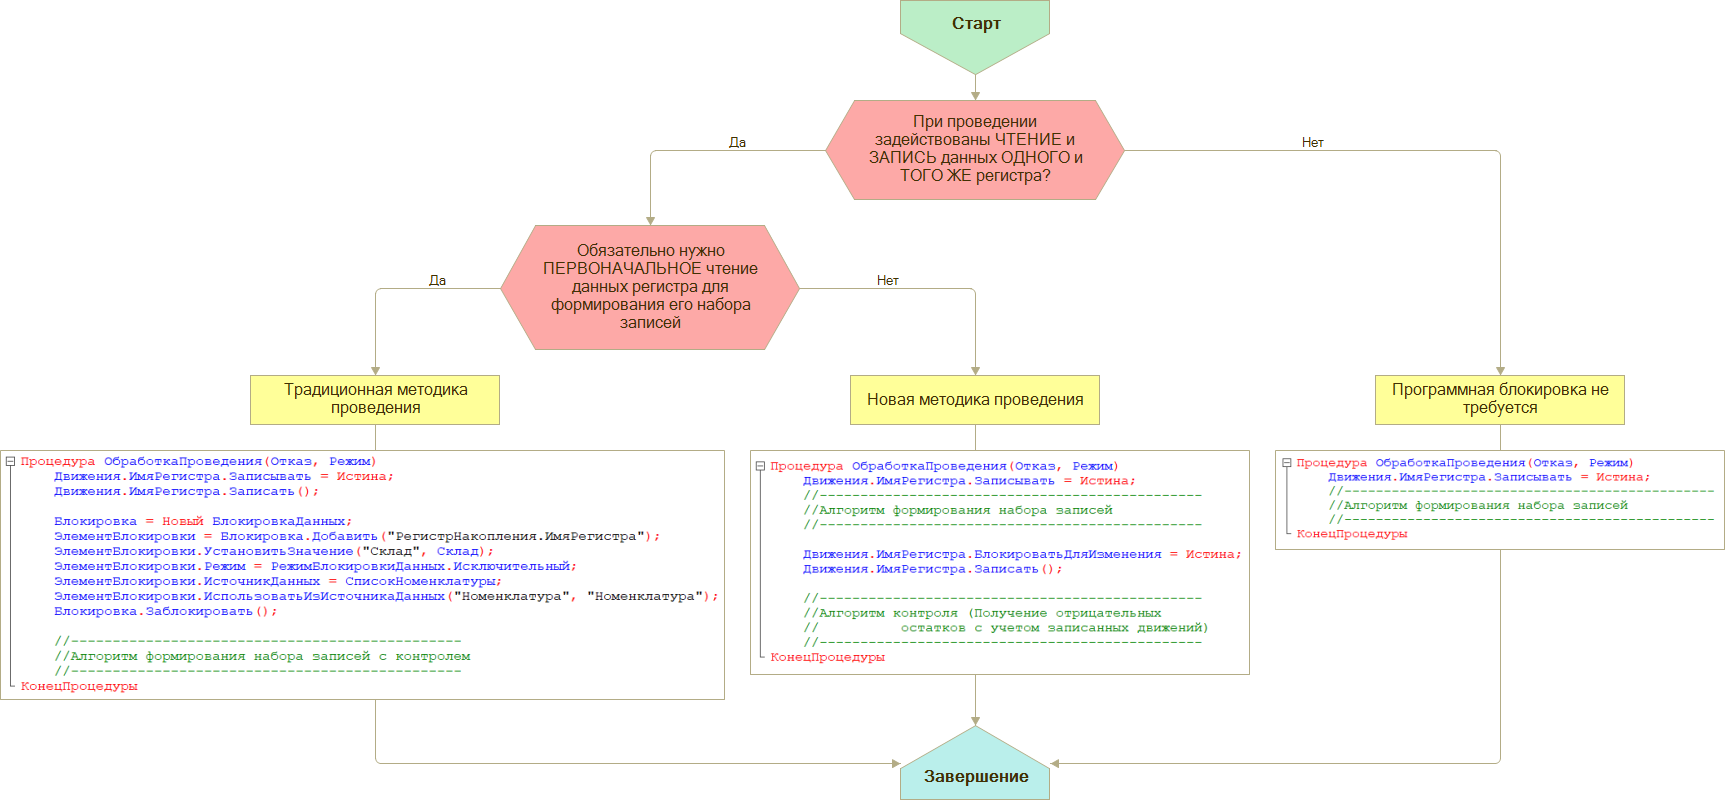 Старт
При проведении
задействованы ЧТЕНИЕ и
ЗАПИСЬ данных ОДНОГО и
ТОГО ЖЕ регистра?
Да
Нет
Обязательно нужно
ПЕРВОНАЧАЛЬНОЕ чтение
данных регистра для
формирования его набора
записей
Да
Нет
Традиционная методика
проведения
Новая методика проведения
Программная блокировка не
требуется
Процедура ОбработкаПроведения(Отказ, Режим)
Движения.ИмяРегистра.Записывать = Истина;
Движения.ИмяРегистра.Записать();
Блокировка = Новый БлокировкаДанных;
ЭлементБлокировки = Блокировка.Добавить("РегистрНакопления.ИмяРегистра");
ЭлементБлокировки.УстановитьЗначение("Склад", Склад);
ЭлементБлокировки.Режим = РежимБлокировкиДанных.Исключительный;
ЭлементБлокировки.ИсточникДанных = СписокНоменклатуры;
ЭлементБлокировки.ИспользоватьИзИсточникаДанных("Номенклатура", "Номенклатура");
Блокировка.Заблокировать();
//-----------------------------------------------
//Алгоритм формирования набора записей с контролем
//-----------------------------------------------
КонецПроцедуры
Процедура ОбработкаПроведения(Отказ, Режим)
Движения.ИмяРегистра.Записывать = Истина;
//-----------------------------------------------
//Алгоритм формирования набора записей
//-----------------------------------------------
Движения.ИмяРегистра.БлокироватьДляИзменения = Истина;
Движения.ИмяРегистра.Записать();
//-----------------------------------------------
//Алгоритм контроля (Получение отрицательных
// остатков с учетом записанных движений)
//-----------------------------------------------
КонецПроцедуры
Процедура ОбработкаПроведения(Отказ, Режим)
Движения.ИмяРегистра.Записывать = Истина;
//-----------------------------------------------
//Алгоритм формирования набора записей
//-----------------------------------------------
КонецПроцедуры
Завершение